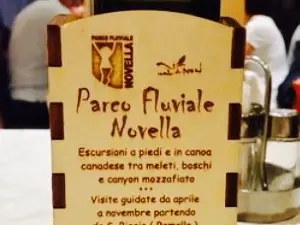 PARCO FLUVIALE
NOVELLA
Parco Fluviale
Novella
Escursioni a piedi e in canoa
canadese tra meleti, boschi
e canyon mozzafiato
***
Visite guidate da aprile
a novembre partendo